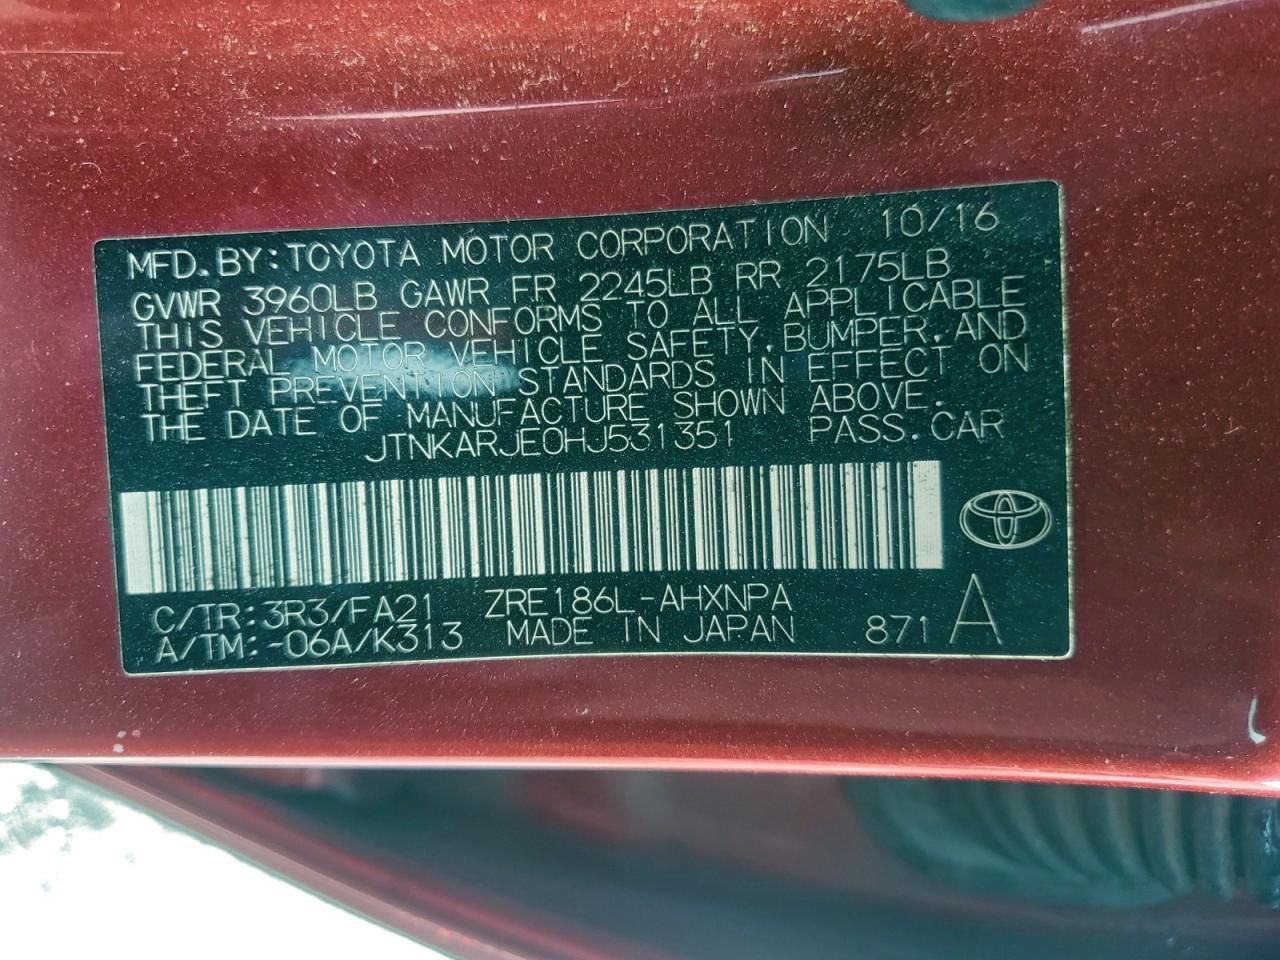 MFD.BY:TOYOTA MOTOR CORPORATION 10/16
GVWR 3960LB GAWR FR 2245LB RR 2175LB
THIS VEHICLE CONFORMS TO ALL APPLICABLE
FEDERAL MOTOR VEHICLE SAFETY,BUMPER,AND
THEFT PREVENTION STANDARDS IN EFFECT ON
THE DATE OF MANUFACTURE SHOWN ABOVE.
JTNKARJE0HJ531351 PASS.CAR
C/TR:3R3/FA21 ZRE186L-AHXNPA
A/TM:-06A/K313 MADE IN JAPAN 871 A